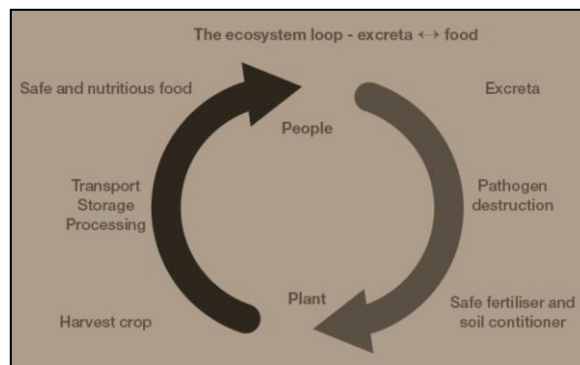 The ecosystem loop - excreta ↔ food
Safe and nutritious food
Excreta
People
Transport
Storage
Processing
Pathogen
destruction
Plant
Harvest crop
Safe fertiliser and
soil contitioner